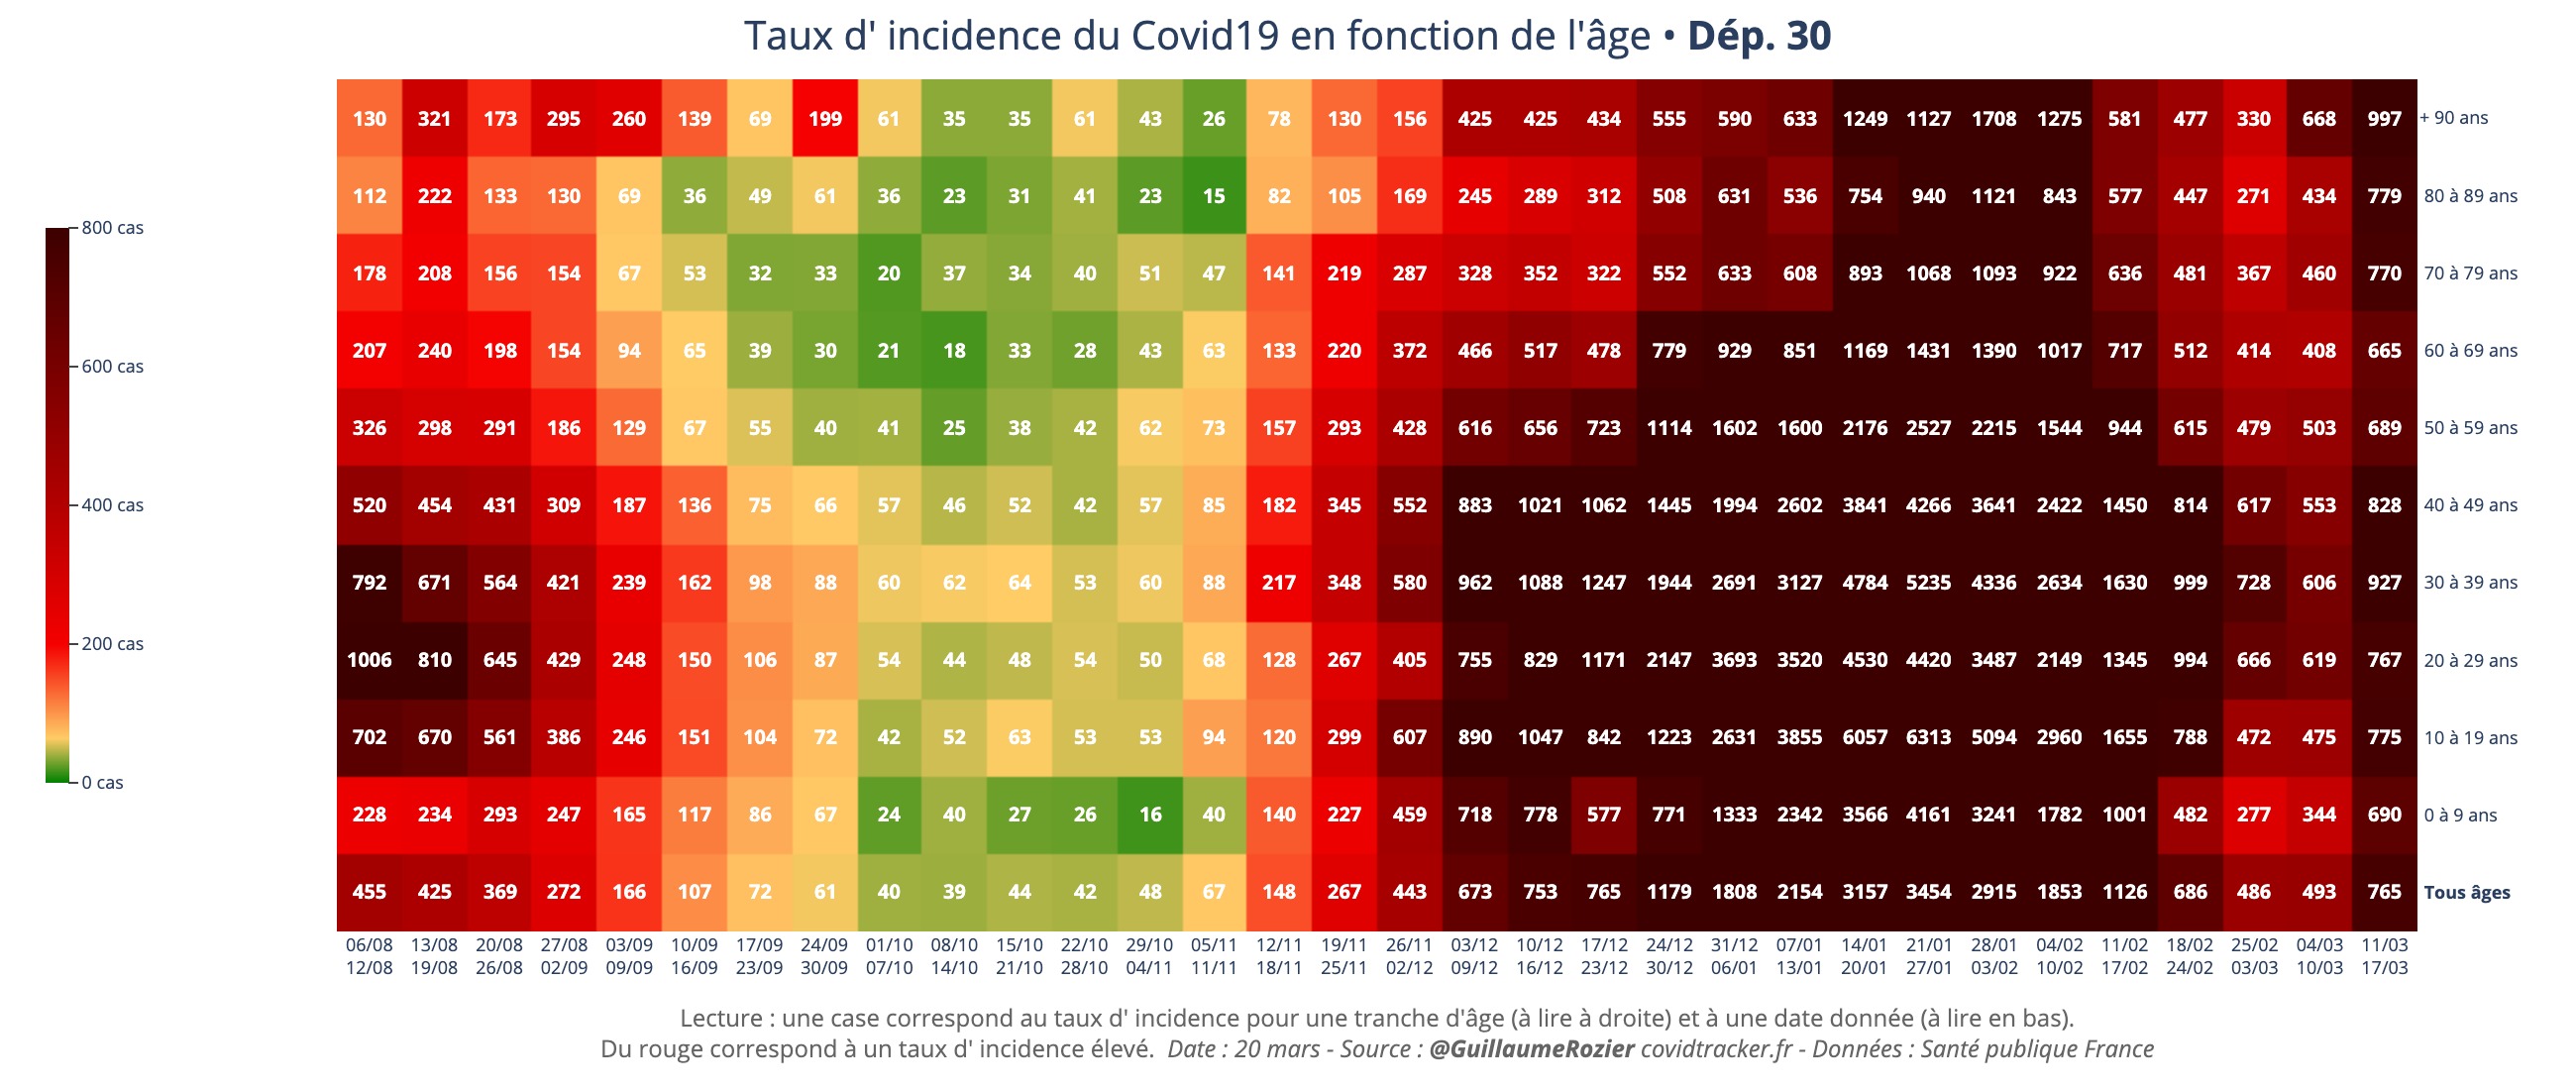 Taux d' incidence du Covid19 en fonction de l'âge • Dép. 30
800 cas
600 cas
400 cas
200 cas
0 cas
130 321 173 295 260 139 69 199 61 35 35 61 43 26 78 130 156 425 425 434 555 590 633 1249 1127 1708 1275 581 477 330 668 997 + 90 ans
112 222 133 130 69 36 49 61 36 23 31 41 23 15 82 105 169 245 289 312 508 631 536 754 940 1121 843 577 447 271 434 779 80 à 89 ans
178 208 156 154 67 53 32 33 20 37 34 40 51 47 141 219 287 328 352 322 552 633 608 893 1068 1093 922 636 481 367 460 770 70 à 79 ans
207 240 198 154 94 65 39 30 21 18 33 28 43 63 133 220 372 466 517 478 779 929 851 1169 1431 1390 1017 717 512 414 408 665 60 à 69 ans
326 298 291 186 129 67 55 40 41 25 38 42 62 73 157 293 428 616 656 723 1114 1602 1600 2176 2527 2215 1544 944 615 479 503 689 50 à 59 ans
520 454 431 309 187 136 75 66 57 46 52 42 57 85 182 345 552 883 1021 1062 1445 1994 2602 3841 4266 3641 2422 1450 814 617 553 828 40 à 49 ans
792 671 564 421 239 162 98 88 60 62 64 53 60 88 217 348 580 962 1088 1247 1944 2691 3127 4784 5235 4336 2634 1630 999 728 606 927 30 à 39 ans
1006 810 645 429 248 150 106 87 54 44 48 54 50 68 128 267 405 755 829 1171 2147 3693 3520 4530 4420 3487 2149 1345 994 666 619 767 20 à 29 ans
702 670 561 386 246 151 104 72 42 52 63 53 53 94 120 299 607 890 1047 842 1223 2631 3855 6057 6313 5094 2960 1655 788 472 475 775 10 à 19 ans
228 234 293 247 165 117 86 67 24 40 27 26 16 40 140 227 459 718 778 577 771 1333 2342 3566 4161 3241 1782 1001 482 277 344 690 0 à 9 ans
455 425 369 272 166 107 72 61 40 39 44 42 48 67 148 267 443 673 753 765 1179 1808 2154 3157 3454 2915 1853 1126 686 486 493 765 Tous âges
06/08 13/08 20/08 27/08 03/09 10/09 17/09 24/09 01/10 08/10 15/10 22/10 29/10 05/11 12/11 19/11 26/11 03/12 10/12 17/12 24/12 31/12 07/01 14/01 21/01 28/01 04/02 11/02 18/02 25/02 04/03 11/03
12/08 19/08 26/08 02/09 09/09 16/09 23/09 30/09 07/10 14/10 21/10 28/10 04/11 11/11 18/11 25/11 02/12 09/12 16/12 23/12 30/12 06/01 13/01 20/01 27/01 03/02 10/02 17/02 24/02 03/03 10/03 17/03
Lecture : une case correspond au taux d' incidence pour une tranche d'âge (à lire à droite) et à une date donnée (à lire en bas).
Du rouge correspond à un taux d' incidence élevé. Date : 20 mars - Source : @GuillaumeRozier covidtracker.fr - Données : Santé publique France